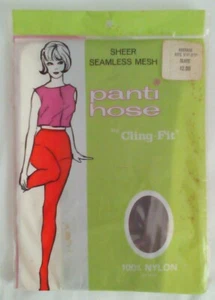 SHEER
SEAMLESS MESH
panti
hose
by Cling-Fit
100% NYLON